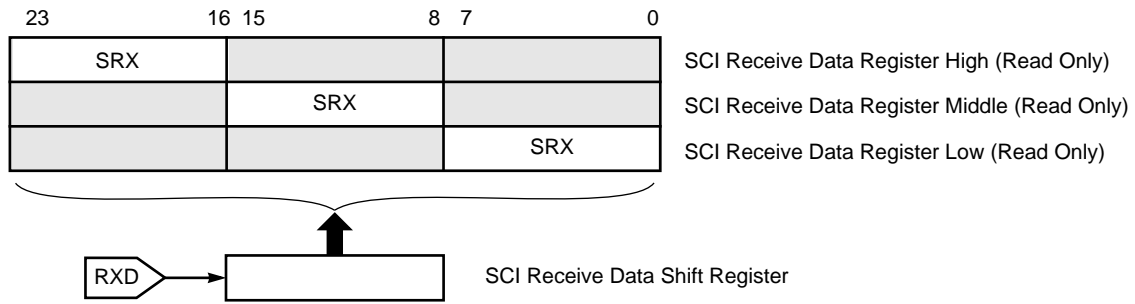 23 16 15 8 7 0
SRX SCI Receive Data Register High (Read Only)
SRX SCI Receive Data Register Middle (Read Only)
SRX SCI Receive Data Register Low (Read Only)
RXD SCI Receive Data Shift Register